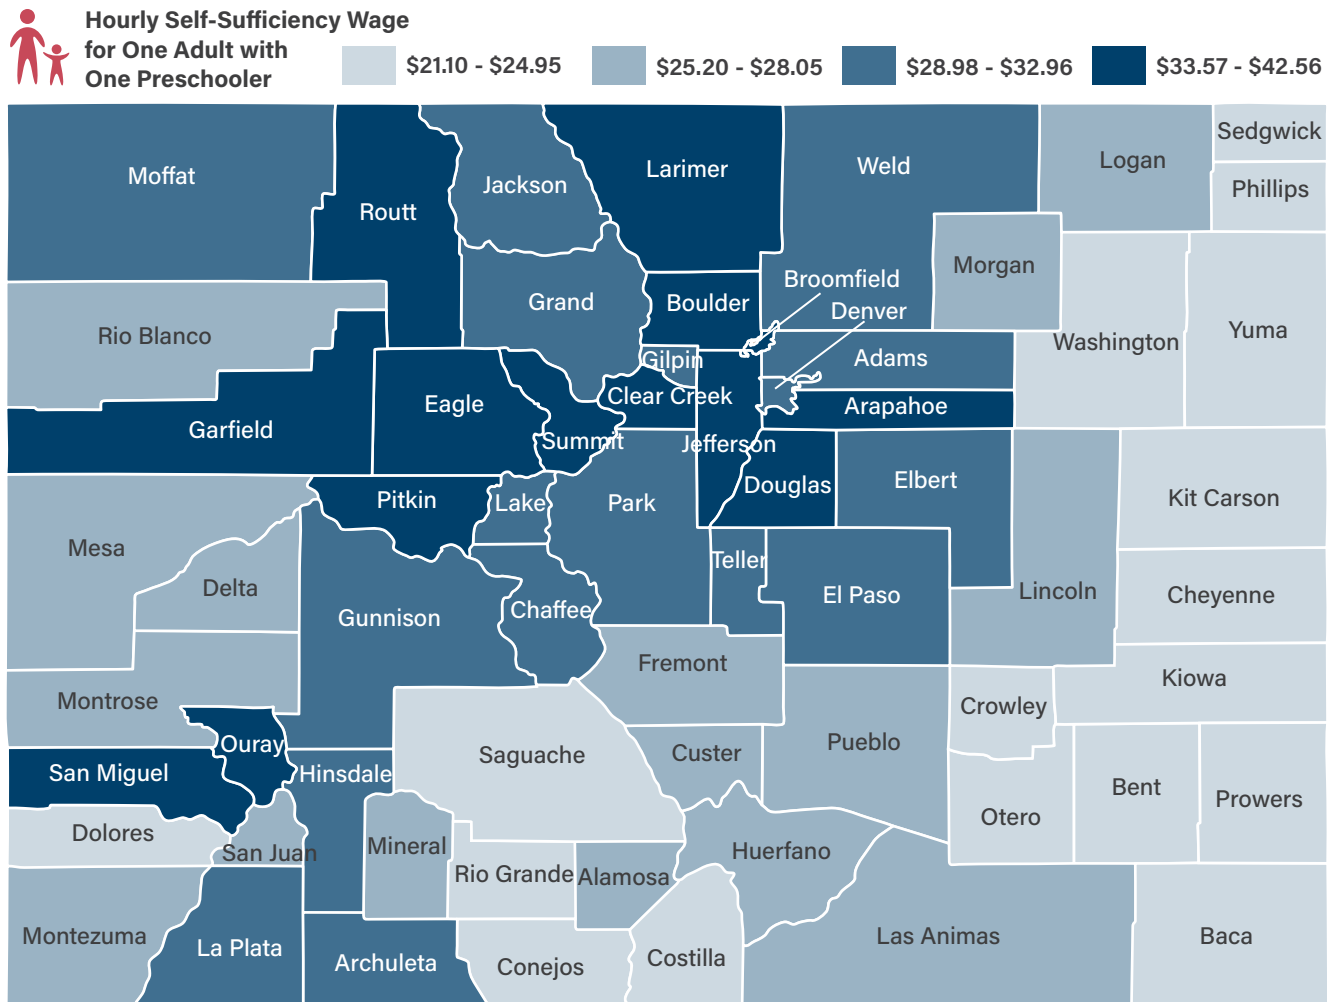 Hourly Self-Sufficiency Wage
for One Adult with
One Preschooler
$21.10 - $24.95
$25.20 - $28.05
$28.98 - $32.96
$33.57 - $42.56
Sedgwick
Logan
Larimer
Weld
Moffat
Jackson
Phillips
Routt
Morgan
Broomfield
Grand
Boulder
Denver
Yuma
Rio Blanco
Washington
Gilpin
Adams
Clear Creek
Eagle
Arapahoe
Garfield
Summit
Jefferson
Elbert
Douglas
Pitkin
Lake
Park
Kit Carson
Mesa
Teller
Delta
Lincoln
El Paso
Cheyenne
Chaffee
Gunnison
Fremont
Kiowa
Montrose
Crowley
Ouray
Pueblo
Saguache
Custer
San Miguel
Hinsdale
Bent
Prowers
Otero
Dolores
Mineral
San Juan
Huerfano
Rio Grande
Alamosa
Montezuma
Las Animas
Baca
La Plata
Costilla
Archuleta
Conejos